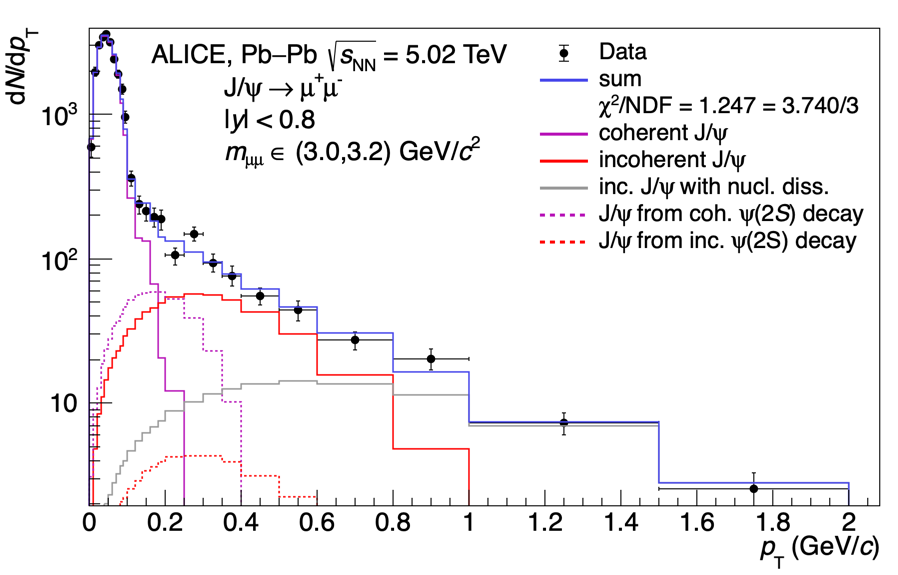 dN/dp_T
ALICE, Pb–Pb √s_NN = 5.02 TeV
J/ψ → μ⁺μ⁻
|y| < 0.8
m_μμ ∈ (3.0,3.2) GeV/c²
Data
sum
χ²/NDF = 1.247 = 3.740/3
coherent J/ψ
incoherent J/ψ
inc. J/ψ with nucl. diss.
J/ψ from coh. ψ(2S) decay
J/ψ from inc. ψ(2S) decay
10³
10²
10
0 0.2 0.4 0.6 0.8 1 1.2 1.4 1.6 1.8 2
p_T (GeV/c)